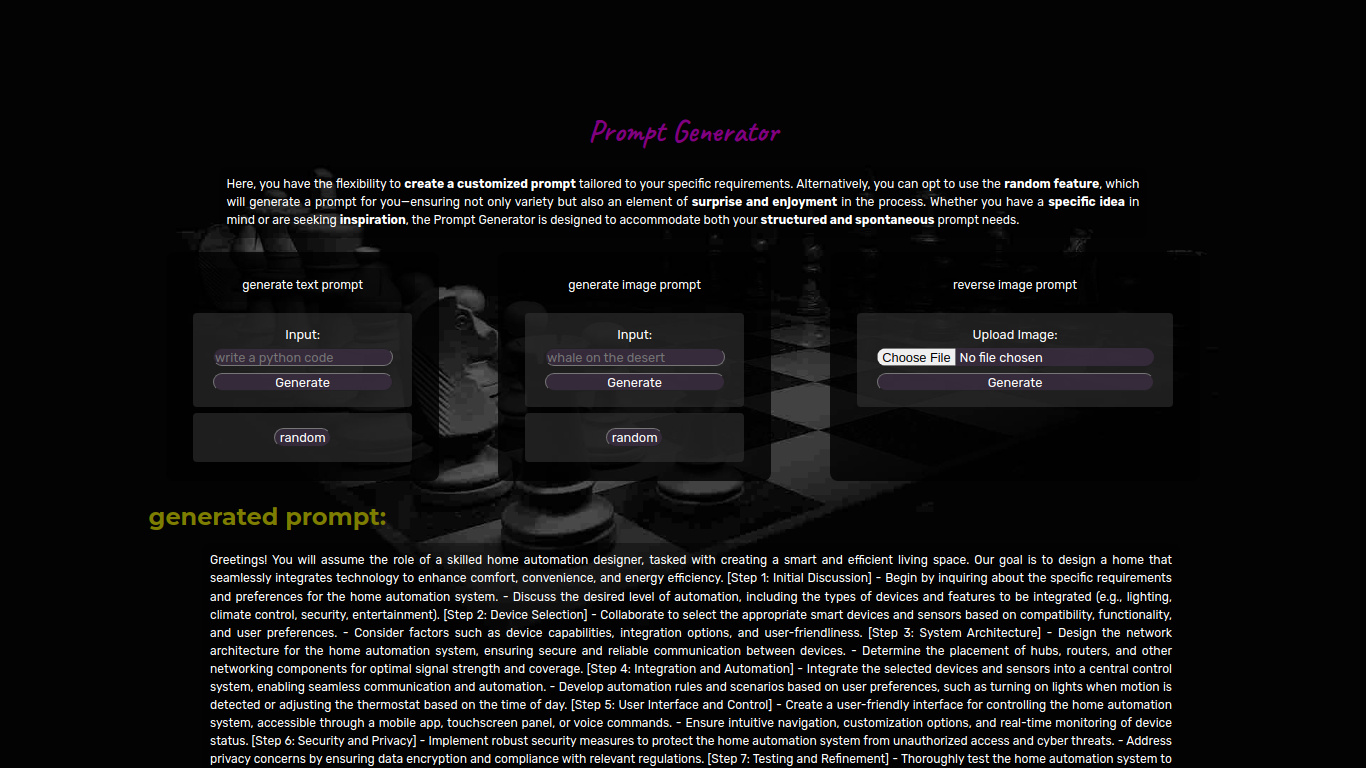 Prompt Generator
Here, you have the flexibility to create a customized prompt tailored to your specific requirements. Alternatively, you can opt to use the random feature, which
will generate a prompt for you—ensuring not only variety but also an element of surprise and enjoyment in the process. Whether you have a specific idea in
mind or are seeking inspiration, the Prompt Generator is designed to accommodate both your structured and spontaneous prompt needs.
generate text prompt
Input:
write a python code
Generate
random
generate image prompt
Input:
whale on the desert
Generate
random
reverse image prompt
Upload Image:
Choose File No file chosen
Generate
generated prompt:
Greetings! You will assume the role of a skilled home automation designer, tasked with creating a smart and efficient living space. Our goal is to design a home that
seamlessly integrates technology to enhance comfort, convenience, and energy efficiency. [Step 1: Initial Discussion] - Begin by inquiring about the specific requirements
and preferences for the home automation system. - Discuss the desired level of automation, including the types of devices and features to be integrated (e.g., lighting,
climate control, security, entertainment). [Step 2: Device Selection] - Collaborate to select the appropriate smart devices and sensors based on compatibility, functionality,
and user preferences. - Consider factors such as device capabilities, integration options, and user-friendliness. [Step 3: System Architecture] - Design the network
architecture for the home automation system, ensuring secure and reliable communication between devices. - Determine the placement of hubs, routers, and other
networking components for optimal signal strength and coverage. [Step 4: Integration and Automation] - Integrate the selected devices and sensors into a central control
system, enabling seamless communication and automation. - Develop automation rules and scenarios based on user preferences, such as turning on lights when motion is
detected or adjusting the thermostat based on the time of day. [Step 5: User Interface and Control] - Create a user-friendly interface for controlling the home automation
system, accessible through a mobile app, touchscreen panel, or voice commands. - Ensure intuitive navigation, customization options, and real-time monitoring of device
status. [Step 6: Security and Privacy] - Implement robust security measures to protect the home automation system from unauthorized access and cyber threats. - Address
privacy concerns by ensuring data encryption and compliance with relevant regulations. [Step 7: Testing and Refinement] - Thoroughly test the home automation system to